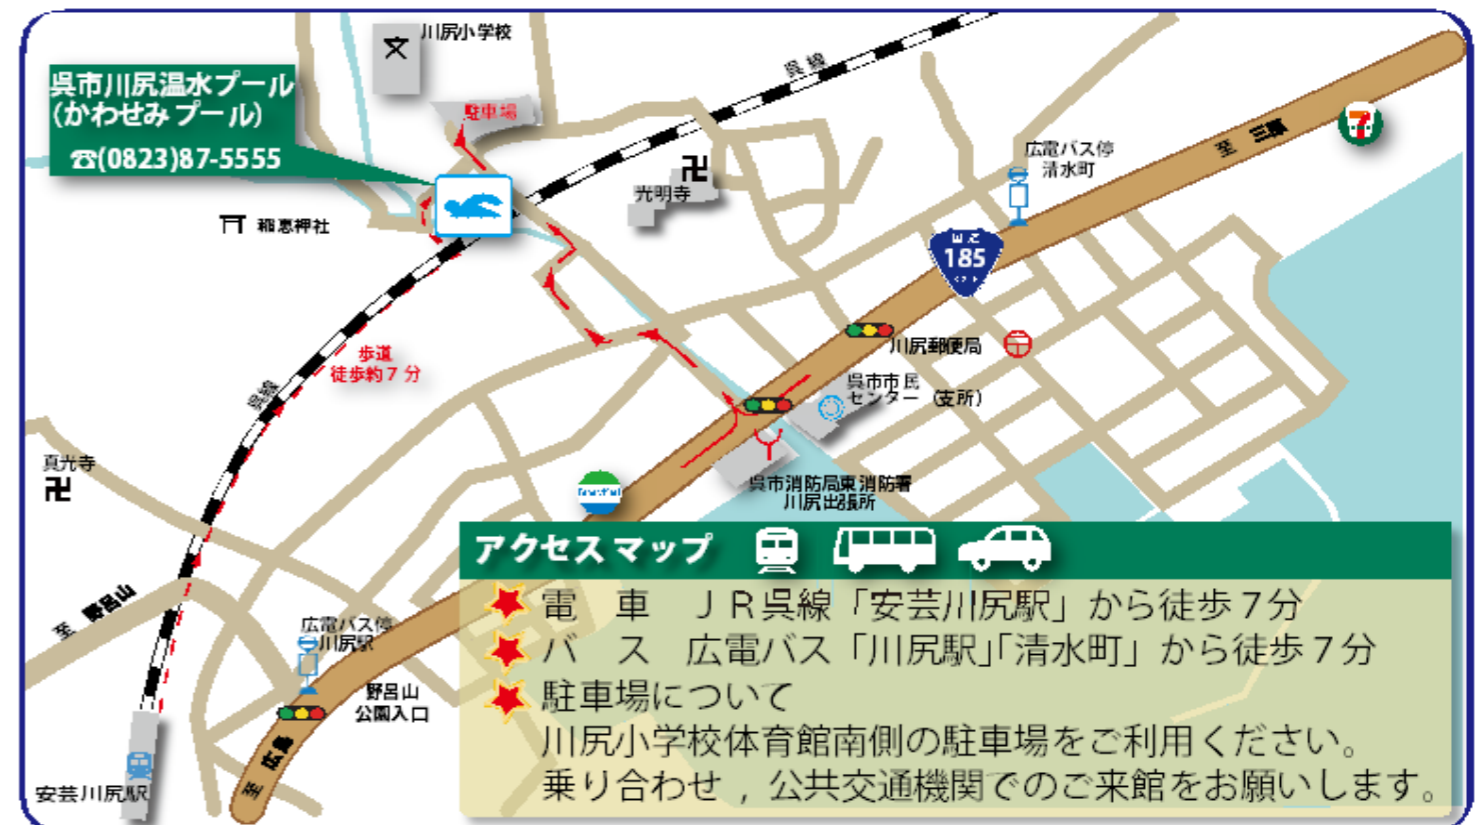 川尻小学校
呉線
呉市川尻温水プール
(かわせみプール)
☎(0823)87-5555
駐車場
至 三原
7
広電バス停
清水町
光明寺
稲恵神社
185
川尻郵便局
歩道
徒歩約7分
呉市市民
センター (支所)
呉線
真光寺
呉市消防局東消防署
川尻出張所
至 野呂山
広電バス停
川尻駅
野呂山
公園入口
至 広島
安芸川尻駅
アクセスマップ
電 車 JR呉線「安芸川尻駅」から徒歩7分
バ ス 広電バス「川尻駅」「清水町」から徒歩7分
駐車場について
川尻小学校体育館南側の駐車場をご利用ください。
乗り合わせ,公共交通機関でのご来館をお願いします。